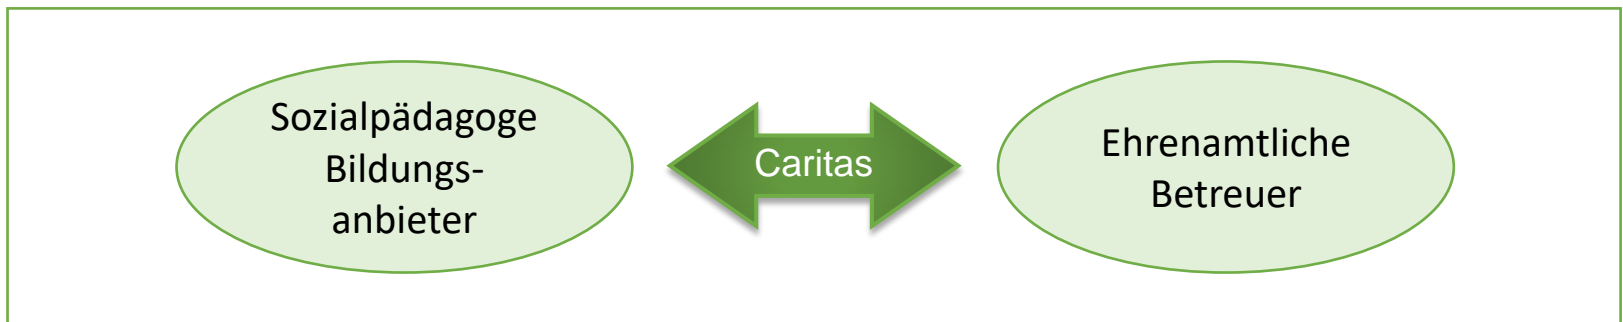 Sozialpädagoge
Bildungs-
anbieter
Caritas
Ehrenamtliche
Betreuer